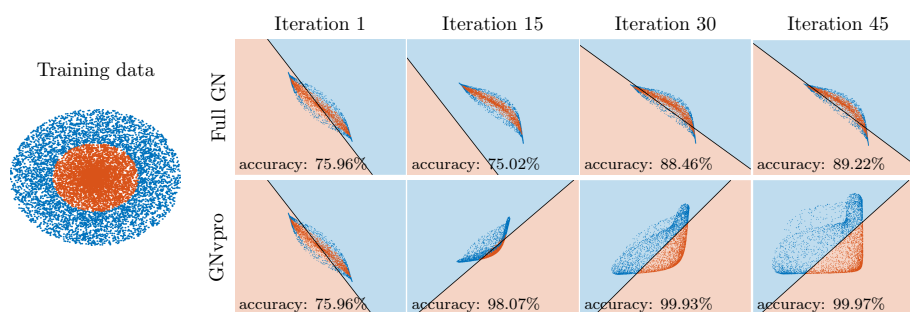 Iteration 1
Iteration 15
Iteration 30
Iteration 45
Training data
Full GN
accuracy: 75.96%
accuracy: 75.02%
accuracy: 88.46%
accuracy: 89.22%
GNvpro
accuracy: 75.96%
accuracy: 98.07%
accuracy: 99.93%
accuracy: 99.97%